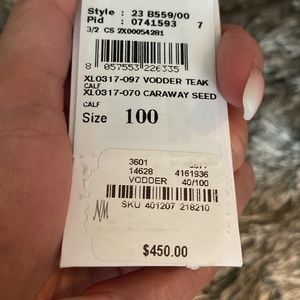 Style : 23 B559/00
Pid : 0741593 7
3/2 CS ZX00054281
8 057553 226335
XL0317-097 VODDER TEAK
CALF
XL0317-070 CARAWAY SEED
CALF
Size 100
3601
14628 4161936
VODDER 40/100
NM
SKU 401207 218210
$450.00